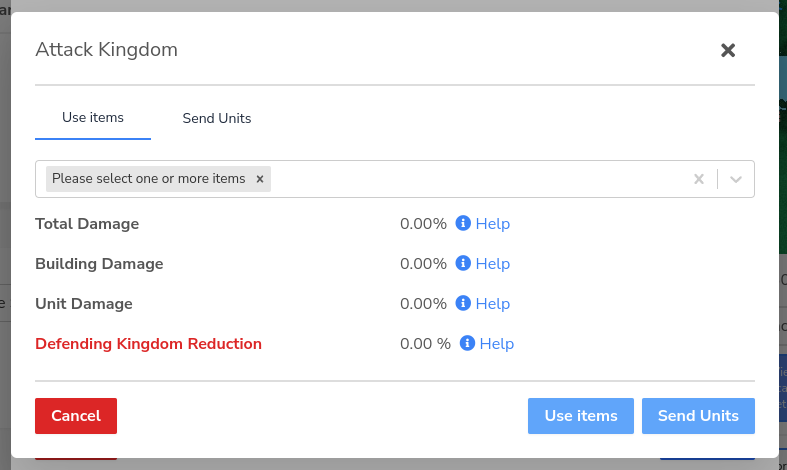 Attack Kingdom
Use items
Send Units
Please select one or more items
Total Damage 0.00% Help
Building Damage 0.00% Help
Unit Damage 0.00% Help
Defending Kingdom Reduction 0.00 % Help
Cancel Use items Send Units